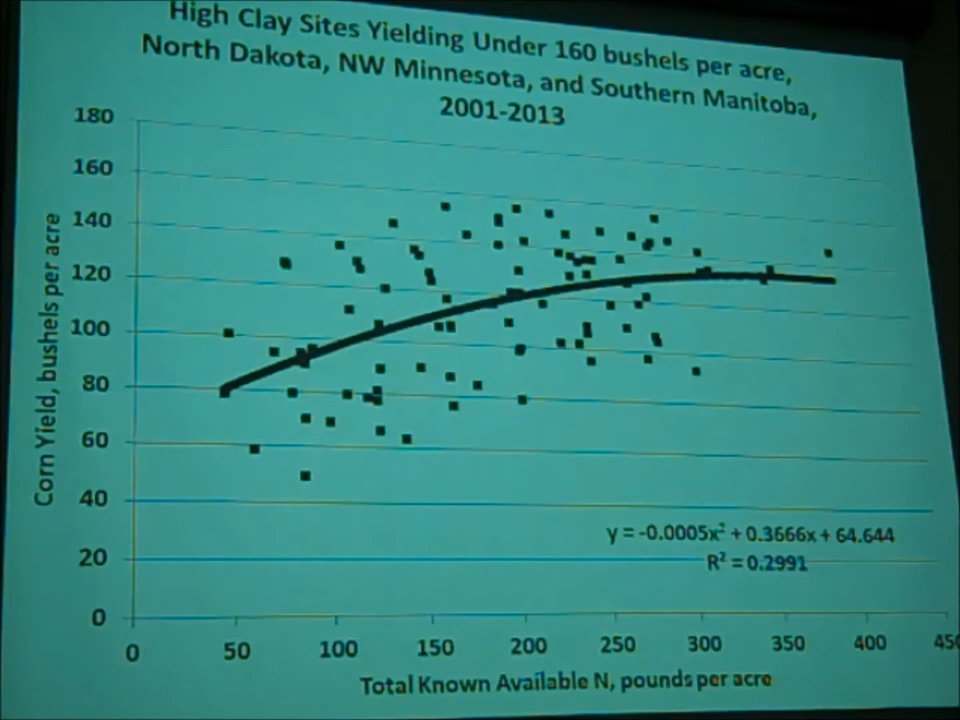 High Clay Sites Yielding Under 160 bushels per acre,
North Dakota, NW Minnesota, and Southern Manitoba,
2001-2013
180
160
140
120
100
80
60
40
20
0
Corn Yield, bushels per acre
y = -0.0005x² + 0.3666x + 64.644
R² = 0.2991
0 50 100 150 200 250 300 350 400 450
Total Known Available N, pounds per acre